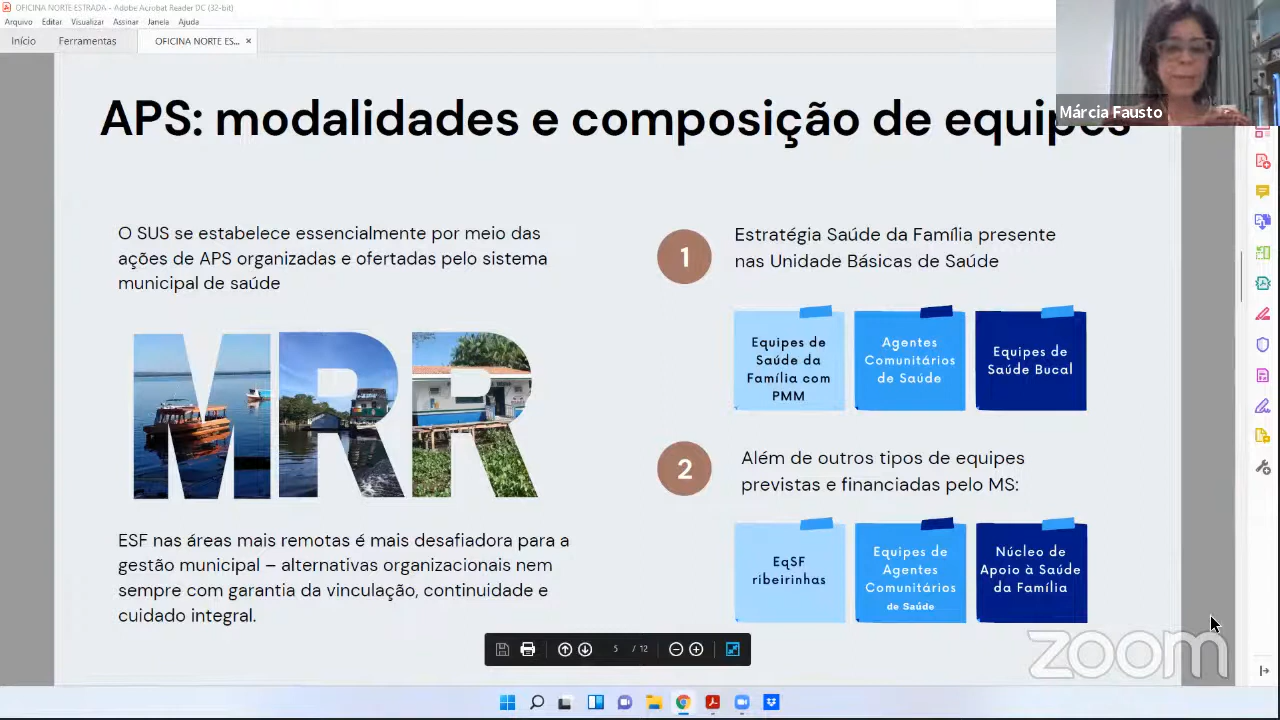 OFICINA NORTE ESTRADA - Adobe Acrobat Reader DC (32-bit)
Arquivo Editar Visualizar Assinar Janela Ajuda
Início Ferramentas OFICINA NORTE ES... ×
Márcia Fausto
APS: modalidades e composição de equipes
O SUS se estabelece essencialmente por meio das
ações de APS organizadas e ofertadas pelo sistema
municipal de saúde
MRR
ESF nas áreas mais remotas é mais desafiadora para a
gestão municipal – alternativas organizacionais nem
sempre com garantia da vinculação, continuidade e
cuidado integral.
1
Estratégia Saúde da Família presente
nas Unidade Básicas de Saúde
Equipes de
Saúde da
Família com
PMM
Agentes
Comunitários
de Saúde
Equipes de
Saúde Bucal
2
Além de outros tipos de equipes
previstas e financiadas pelo MS:
EqSF
ribeirinhas
Equipes de
Agentes
Comunitários
de Saúde
Núcleo de
Apoio à Saúde
da Família
5 / 12
zoom